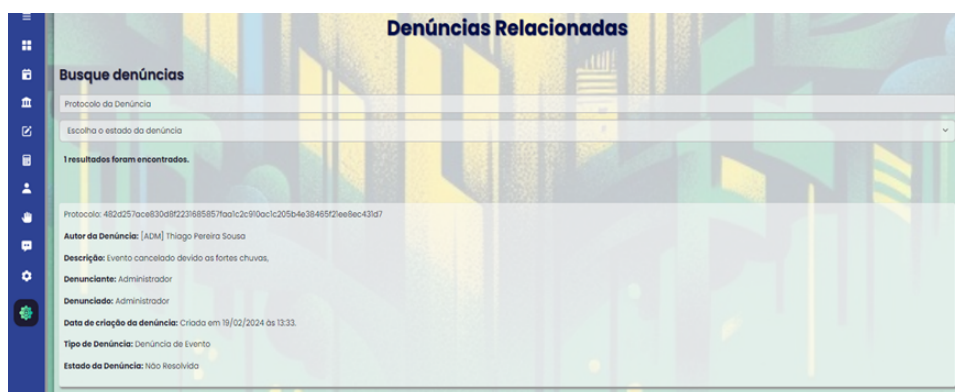 Denúncias Relacionadas
Busque denúncias
Protocolo da Denúncia
Escolha o estado da denúncia
1 resultados foram encontrados.
Protocolo: 482d257ace830d8f2231685857faa1c2c910ac1c205b4e38465f21ee8ec431d7
Autor da Denúncia: [ADM] Thiago Pereira Sousa
Descrição: Evento cancelado devido as fortes chuvas,
Denunciante: Administrador
Denunciado: Administrador
Data de criação da denúncia: Criada em 19/02/2024 às 13:33.
Tipo de Denúncia: Denúncia de Evento
Estado da Denúncia: Não Resolvida